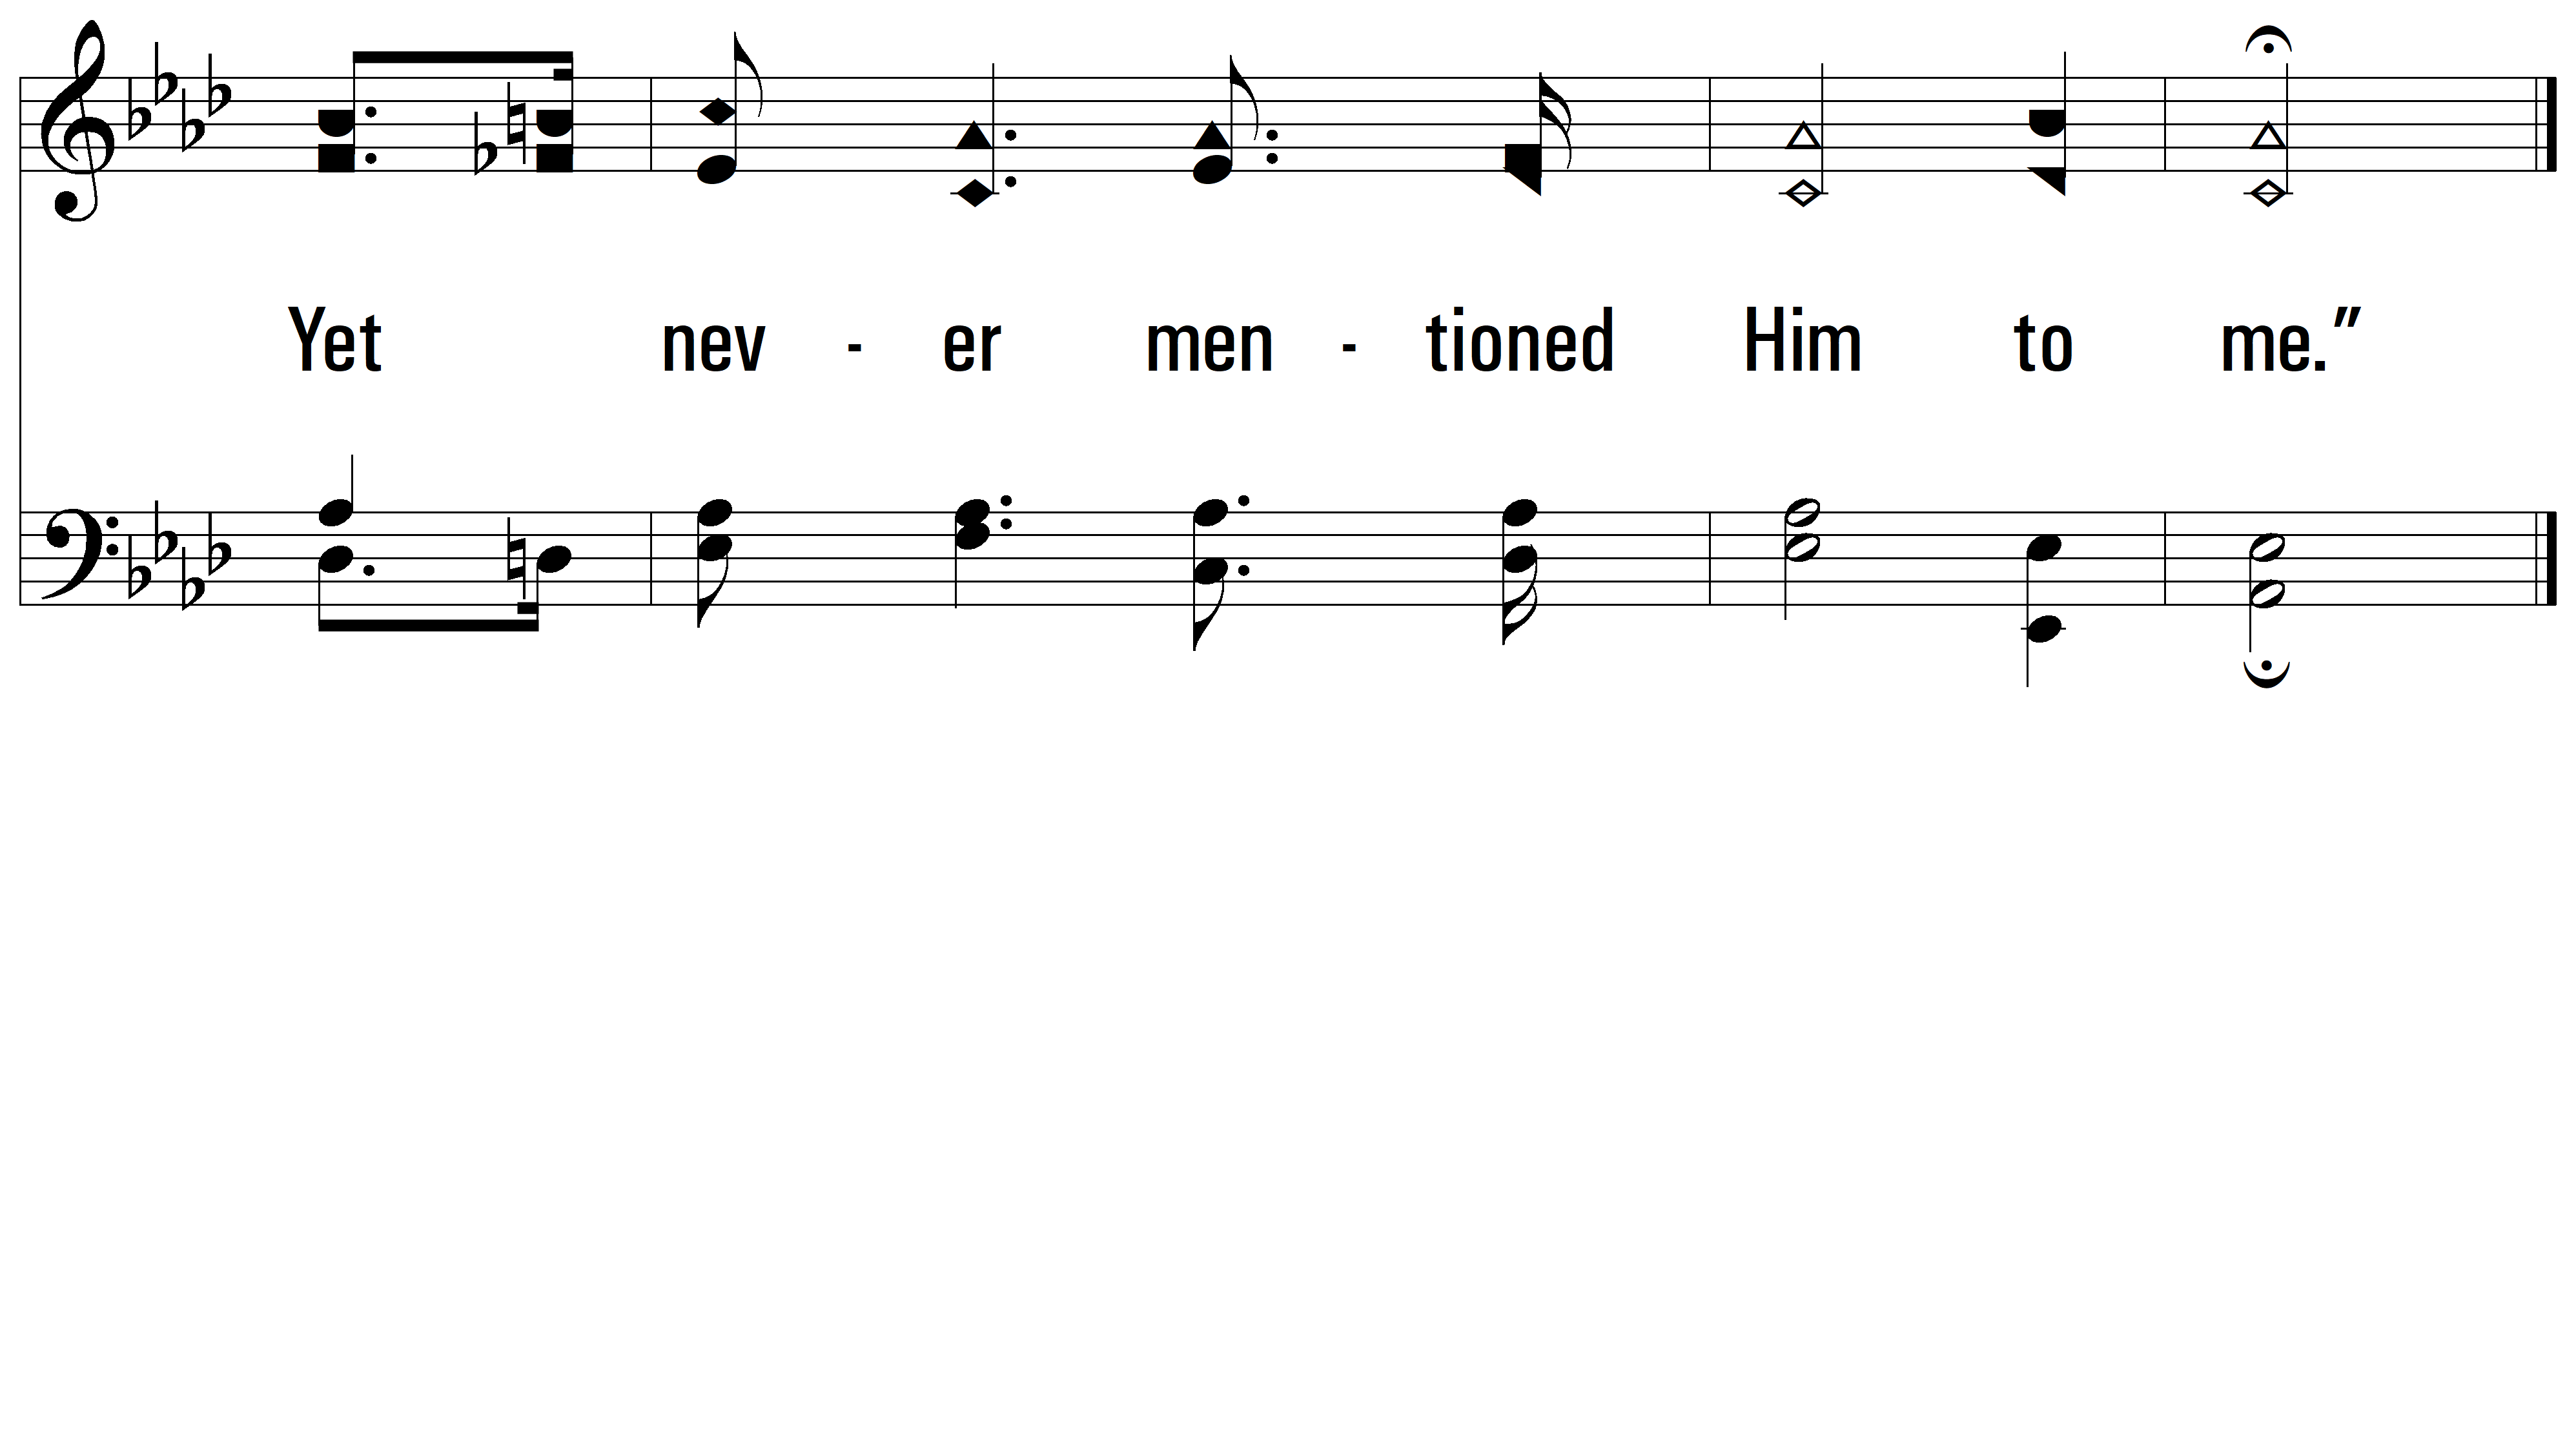 Yet nev - er men - tioned Him to me.”